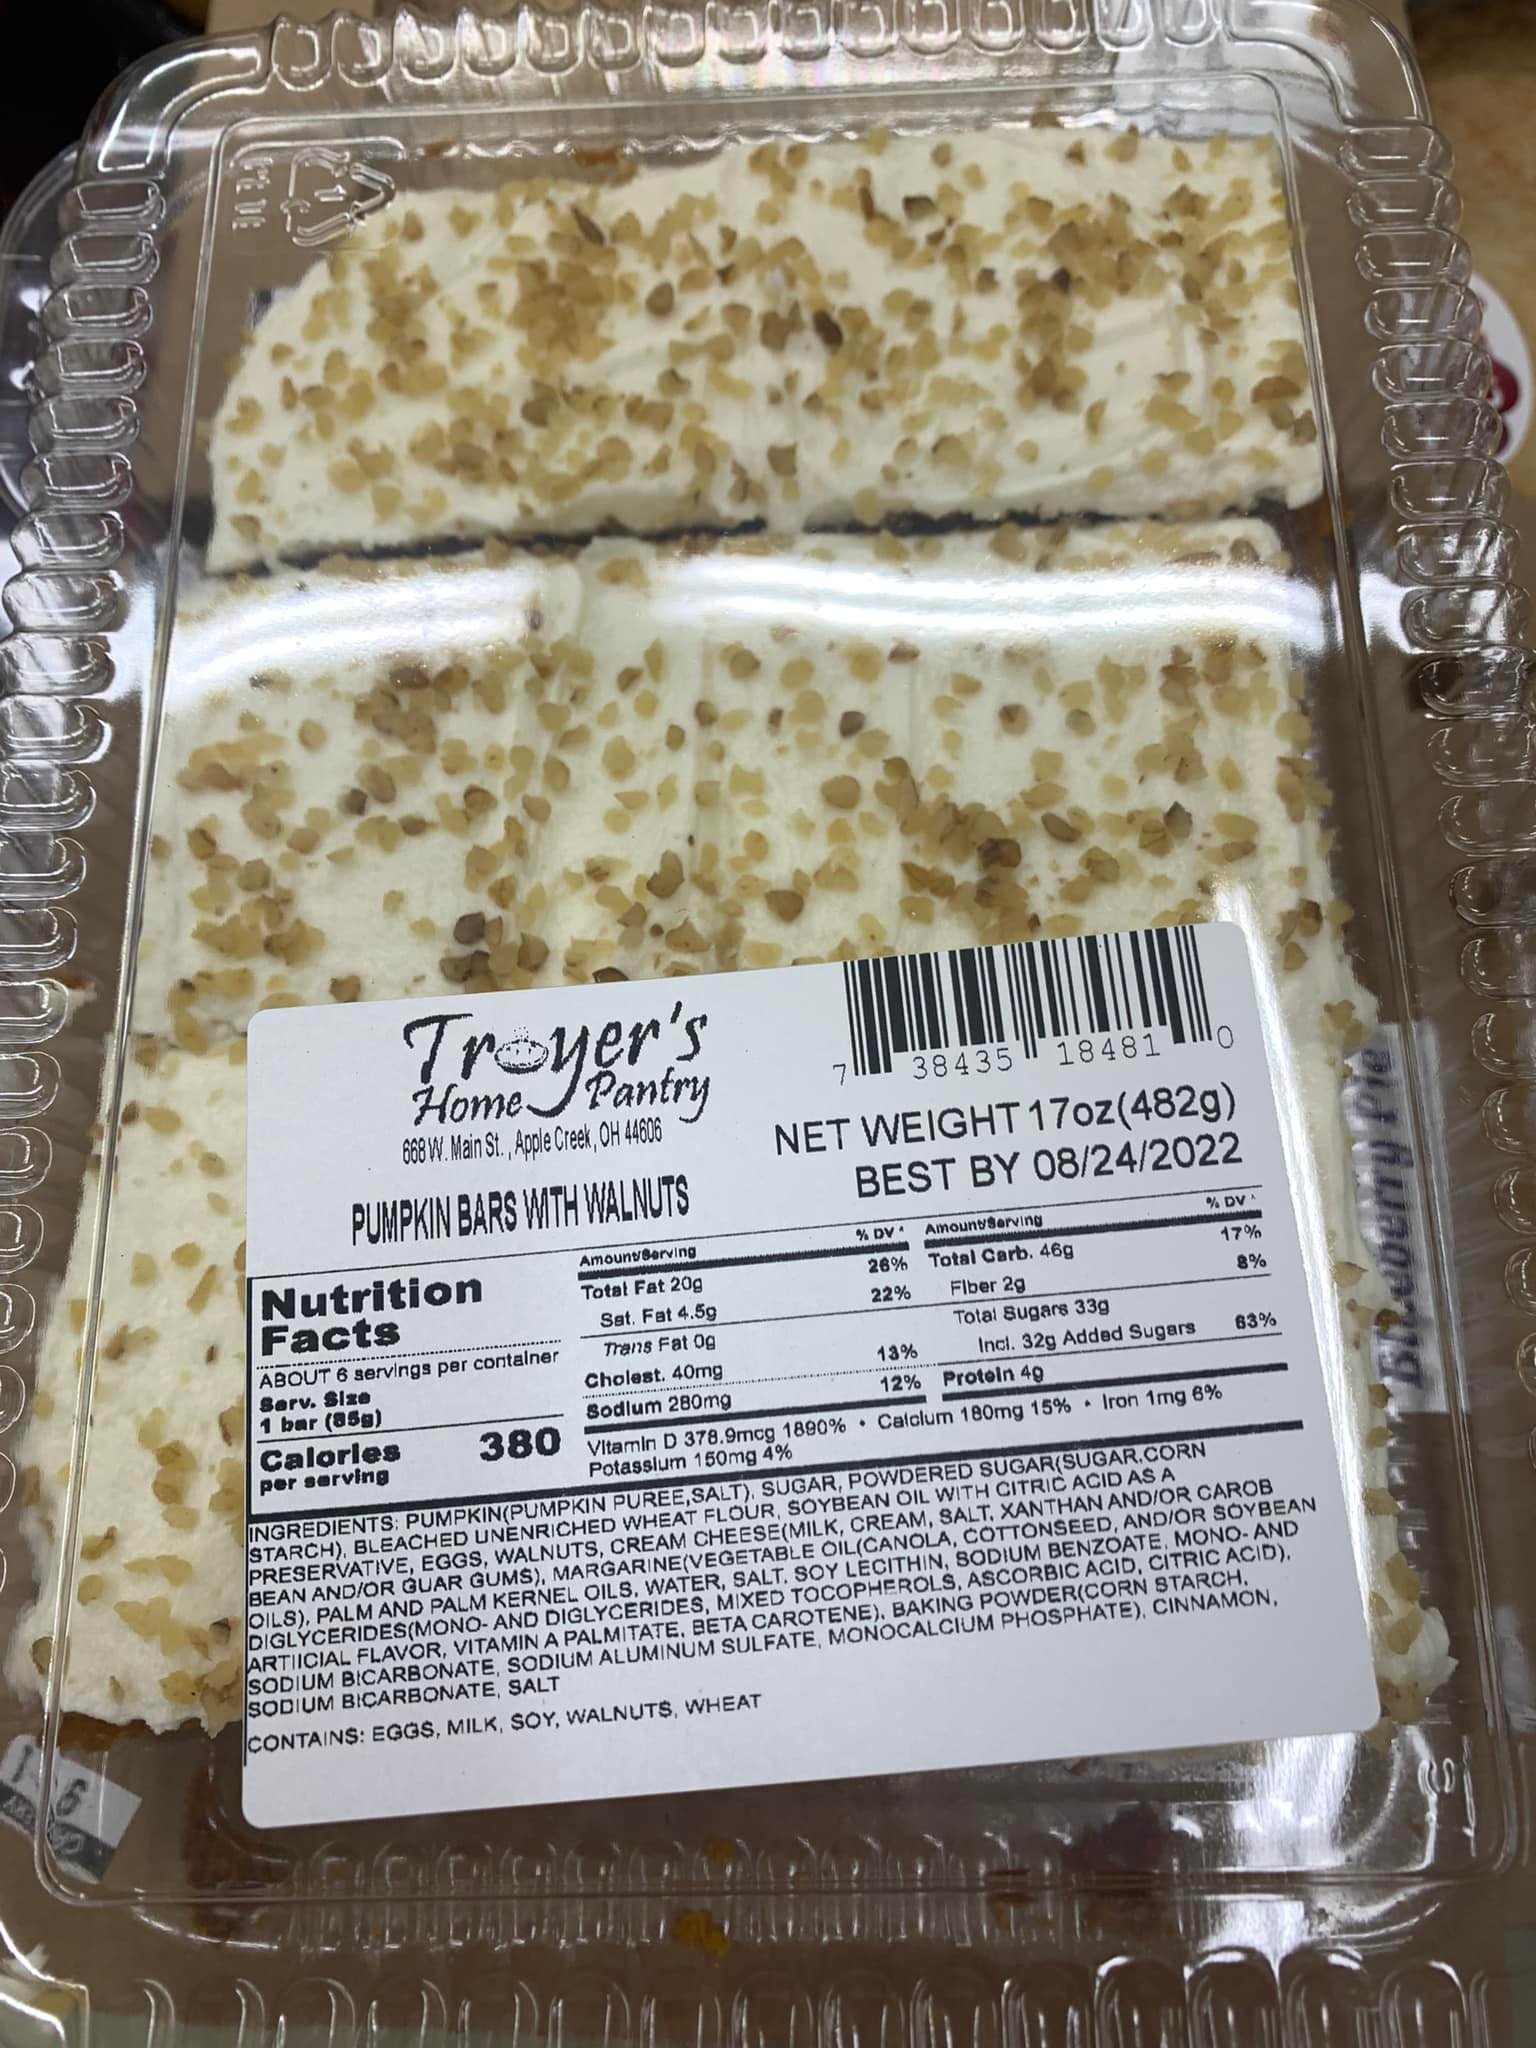 Troyer's
Home Pantry
668 W. Main St. , Apple Creek, OH 44606
PUMPKIN BARS WITH WALNUTS
7 38435 18481 0
NET WEIGHT 17oz(482g)
BEST BY 08/24/2022
Nutrition
Facts
ABOUT 6 servings per container
Serv. Size
1 bar (85g)
Calories 380
per serving
Amount/Serving % DV*
Total Fat 20g 26%
Sat. Fat 4.5g 22%
Trans Fat 0g
Cholest. 40mg 13%
Sodium 280mg 12%
Amount/Serving % DV*
Total Carb. 46g 17%
Fiber 2g 8%
Total Sugars 33g
Incl. 32g Added Sugars 63%
Protein 4g
Vitamin D 378.9mcg 1890% • Calcium 180mg 15% • Iron 1mg 6%
Potassium 150mg 4%
INGREDIENTS: PUMPKIN(PUMPKIN PUREE,SALT), SUGAR, POWDERED SUGAR(SUGAR,CORN
STARCH), BLEACHED UNENRICHED WHEAT FLOUR, SOYBEAN OIL WITH CITRIC ACID AS A
PRESERVATIVE, EGGS, WALNUTS, CREAM CHEESE(MILK, CREAM, SALT, XANTHAN AND/OR CAROB
BEAN AND/OR GUAR GUMS), MARGARINE(VEGETABLE OIL(CANOLA, COTTONSEED, AND/OR SOYBEAN
OILS), PALM AND PALM KERNEL OILS, WATER, SALT, SOY LECITHIN, SODIUM BENZOATE, MONO- AND
DIGLYCERIDES(MONO- AND DIGLYCERIDES, MIXED TOCOPHEROLS, ASCORBIC ACID, CITRIC ACID),
ARTIICIAL FLAVOR, VITAMIN A PALMITATE, BETA CAROTENE), BAKING POWDER(CORN STARCH,
SODIUM BICARBONATE, SODIUM ALUMINUM SULFATE, MONOCALCIUM PHOSPHATE), CINNAMON,
SODIUM BICARBONATE, SALT
CONTAINS: EGGS, MILK, SOY, WALNUTS, WHEAT
Blueberry Pie
1